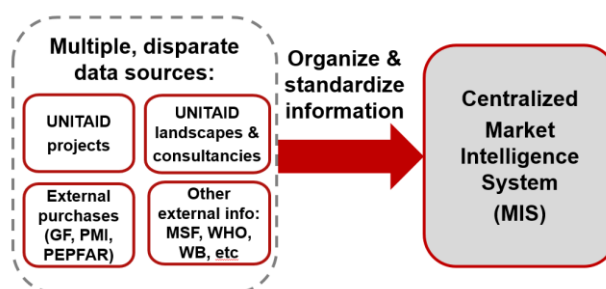 Multiple, disparate
data sources:
UNITAID
projects
UNITAID
landscapes &
consultancies
External
purchases
(GF, PMI,
PEPFAR)
Other
external info:
MSF, WHO,
WB, etc
Organize &
standardize
information
Centralized
Market
Intelligence
System
(MIS)